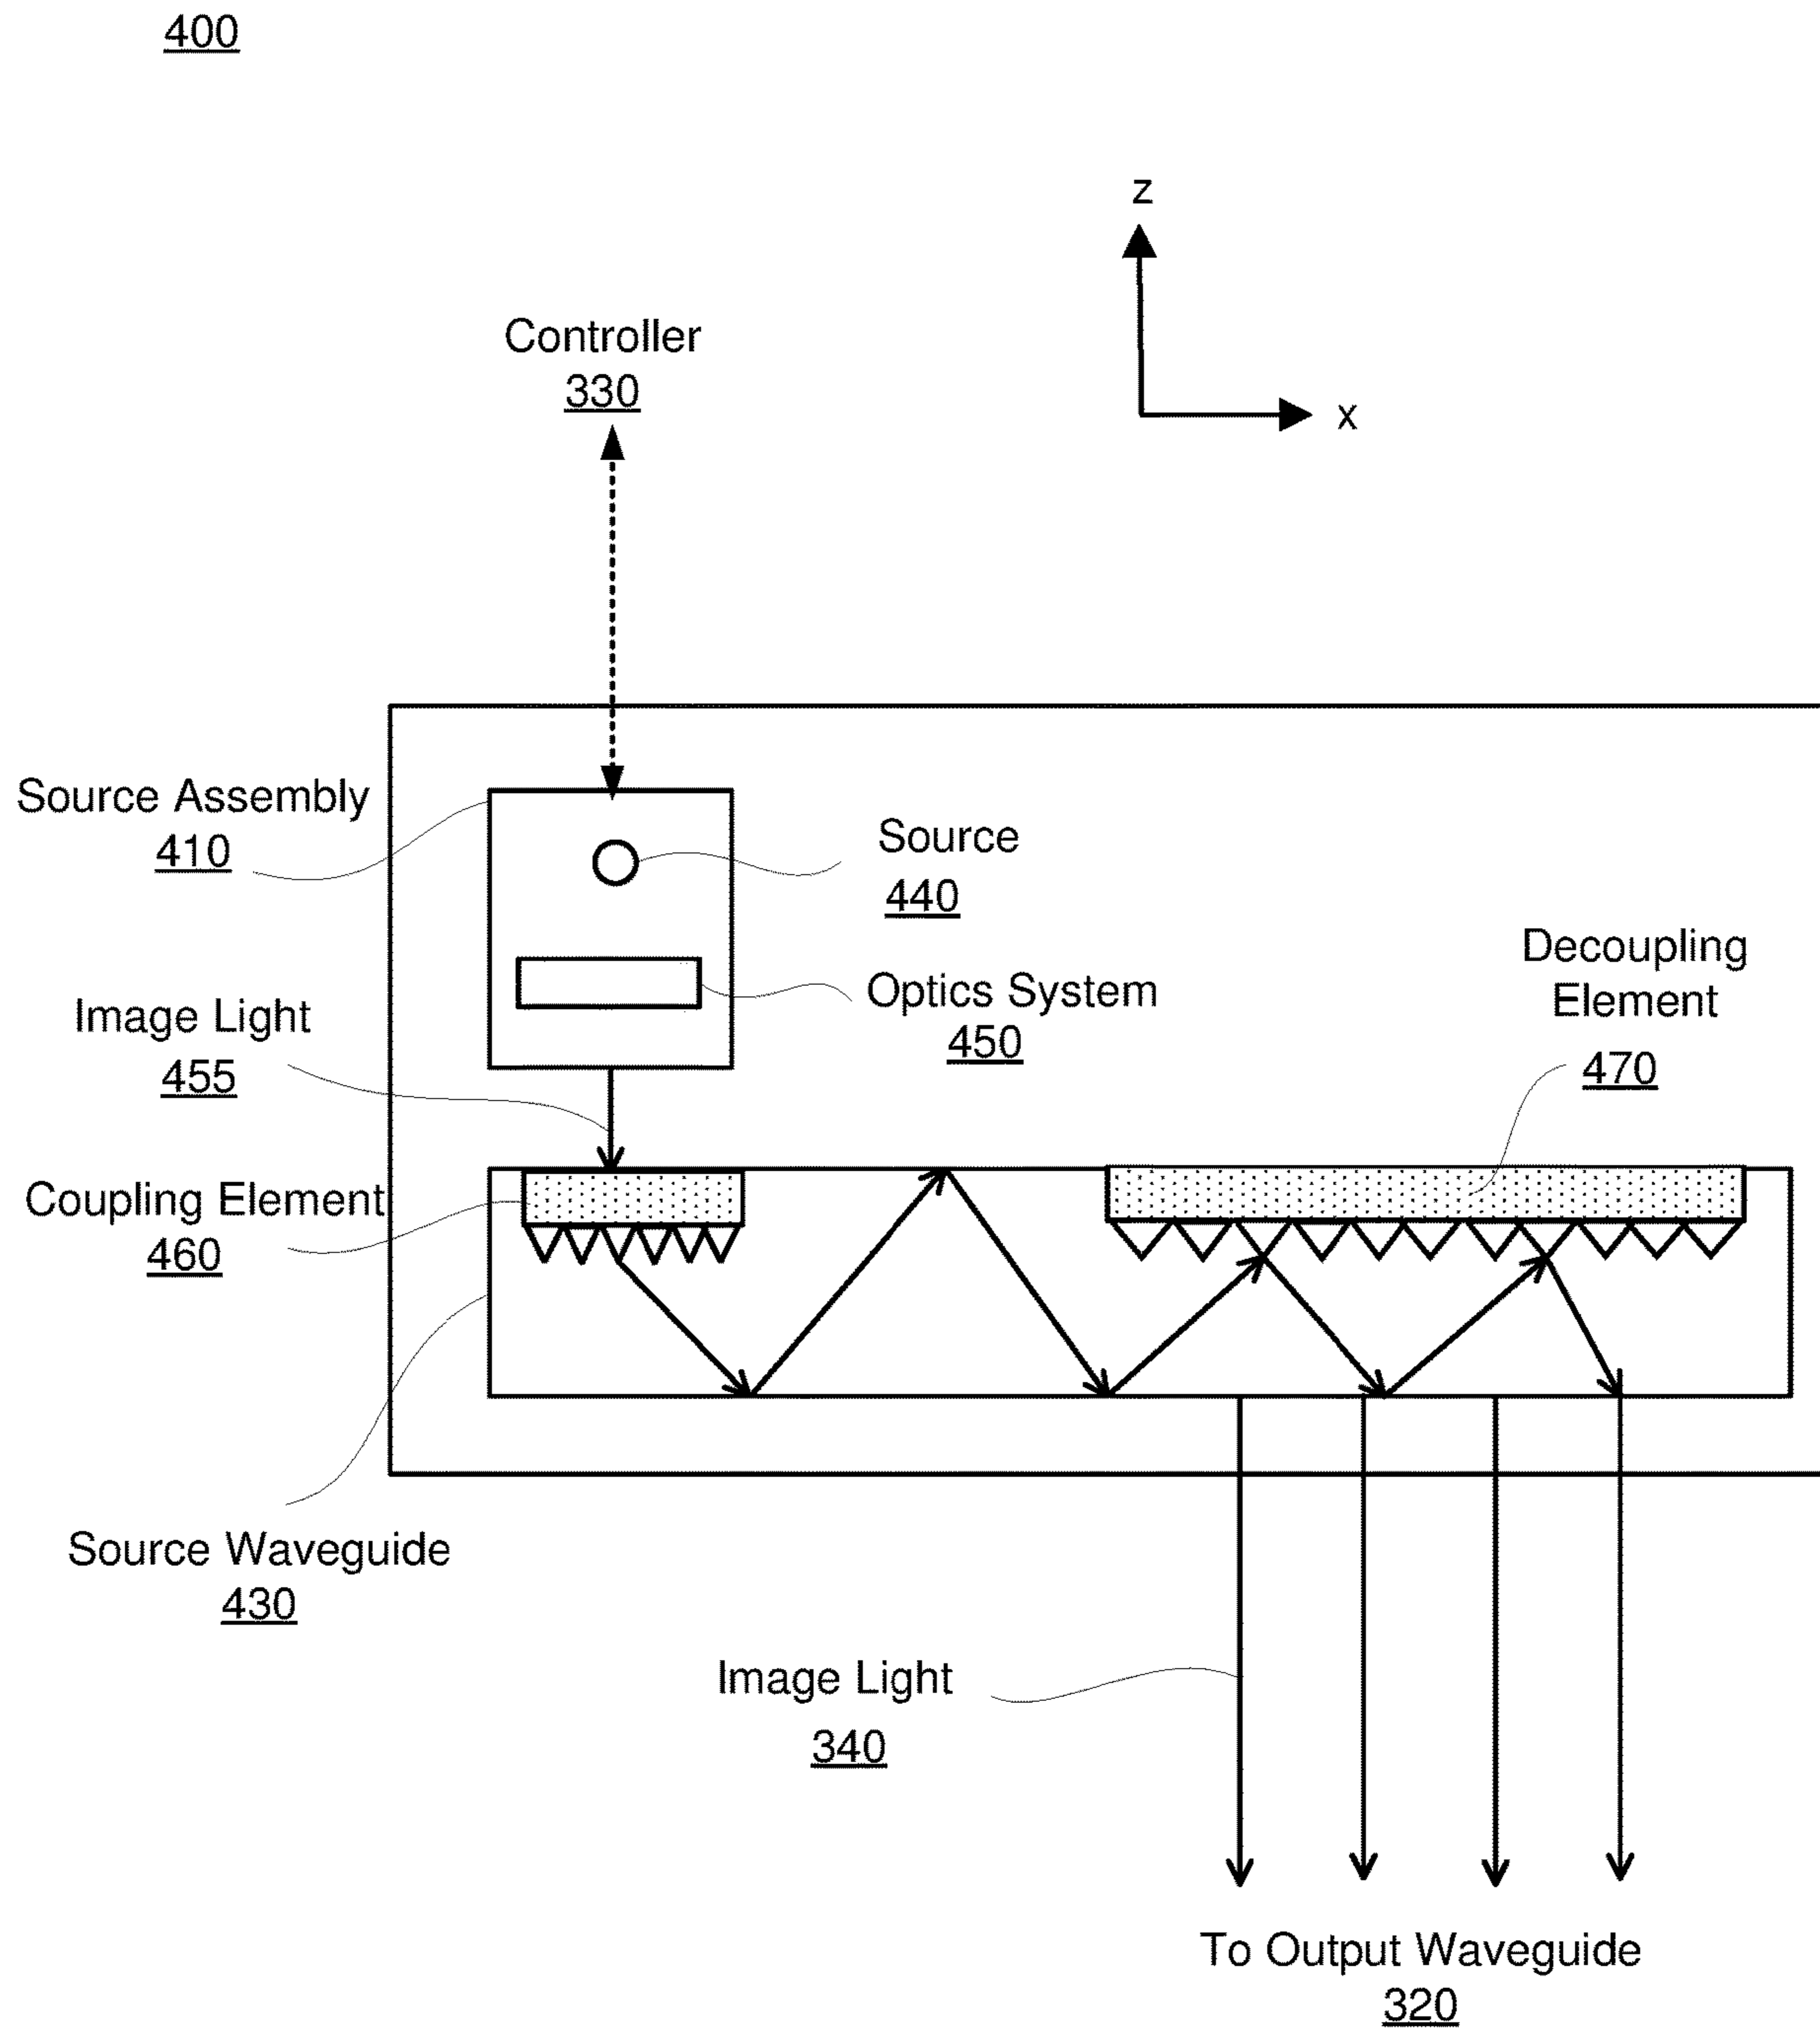 400
z
x
Controller
330
Source Assembly
410
Source
440
Optics System
450
Decoupling
Element
470
Image Light
455
Coupling Element
460
Source Waveguide
430
Image Light
340
To Output Waveguide
320